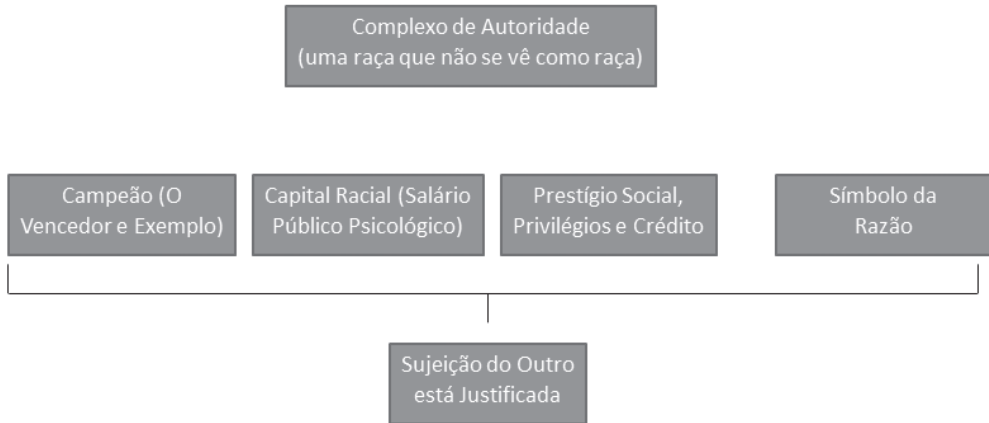 Complexo de Autoridade
(uma raça que não se vê como raça)
Campeão (O
Vencedor e Exemplo)
Capital Racial (Salário
Público Psicológico)
Prestígio Social,
Privilégios e Crédito
Símbolo da
Razão
Sujeição do Outro
está Justificada